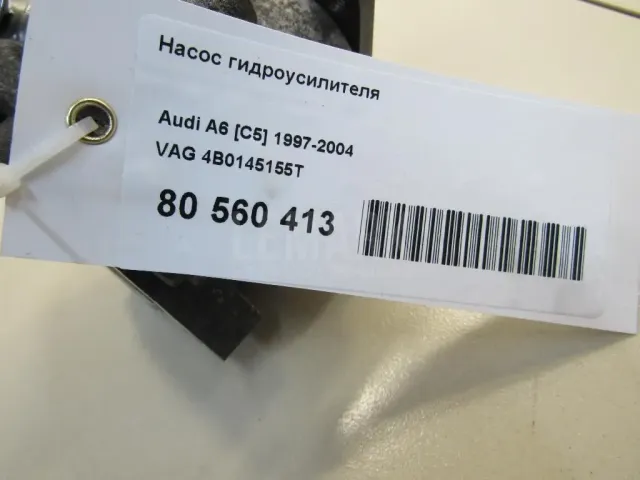 Насос гидроусилителя
Audi A6 [C5] 1997-2004
VAG 4B0145155T
80 560 413